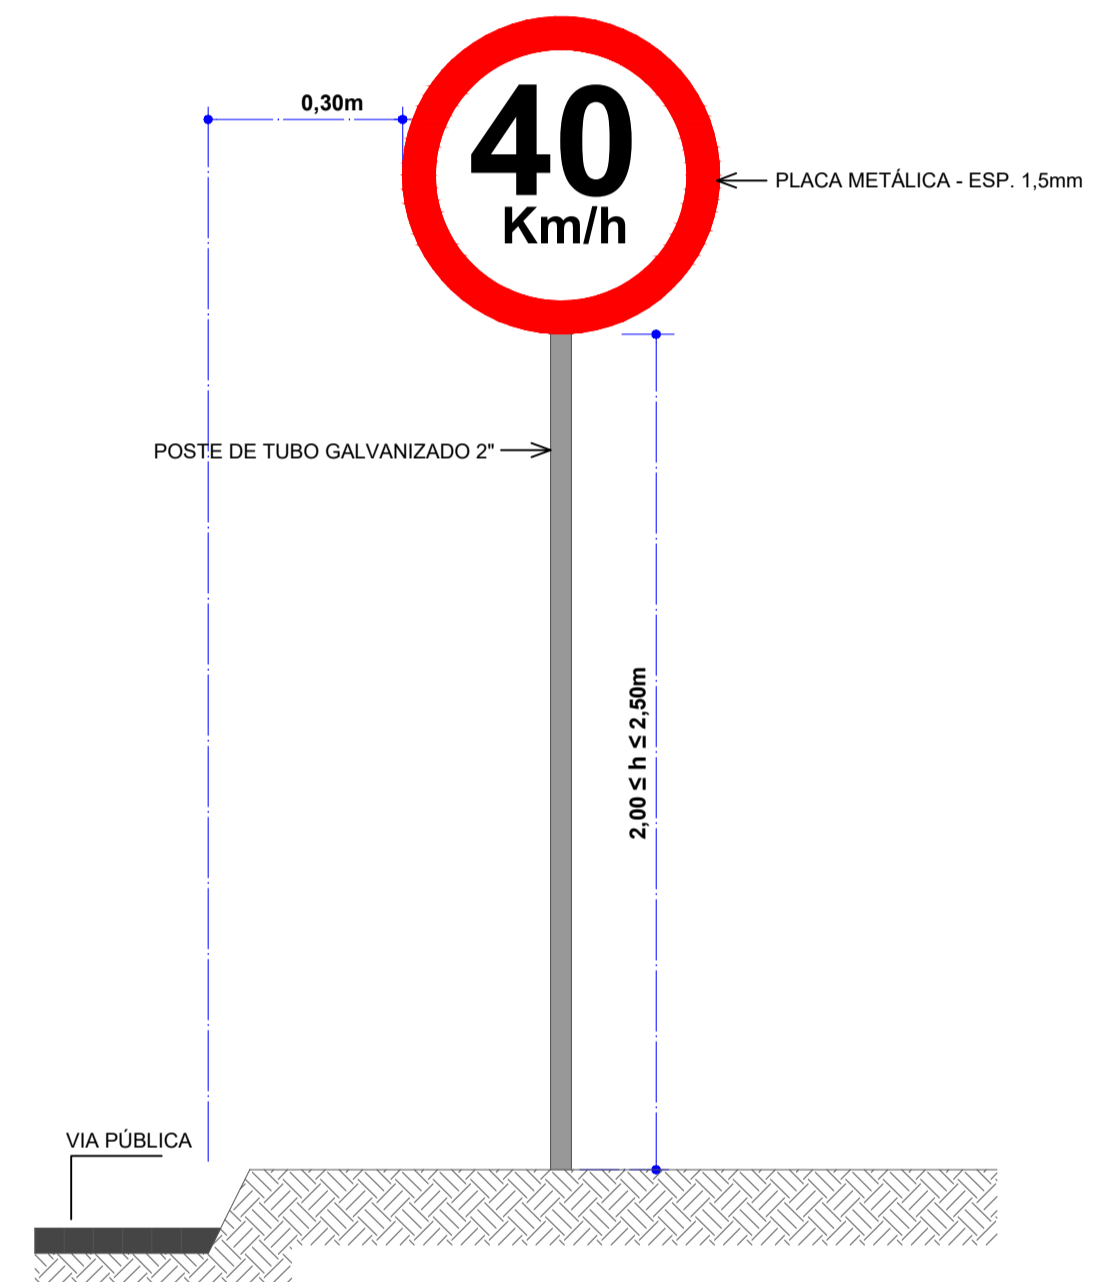 0,30m
40
Km/h
PLACA METÁLICA - ESP. 1,5mm
POSTE DE TUBO GALVANIZADO 2"
2,00 ≤ h ≤ 2,50m
VIA PÚBLICA